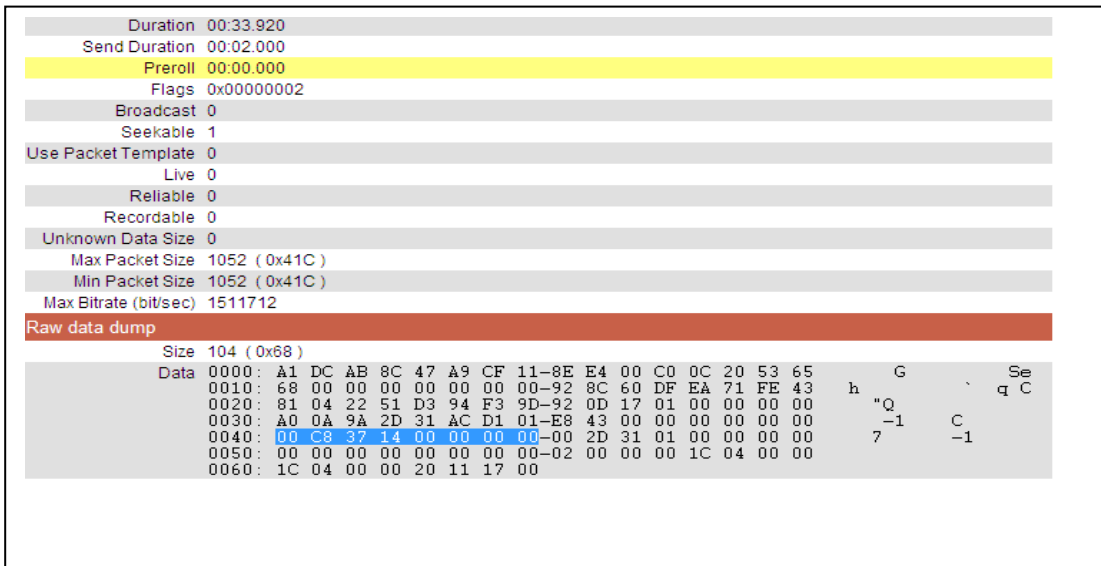 Duration 00:33.920
Send Duration 00:02.000
Preroll 00:00.000
Flags 0x00000002
Broadcast 0
Seekable 1
Use Packet Template 0
Live 0
Reliable 0
Recordable 0
Unknown Data Size 0
Max Packet Size 1052 ( 0x41C )
Min Packet Size 1052 ( 0x41C )
Max Bitrate (bit/sec) 1511712
Raw data dump
Size 104 ( 0x68 )
Data 0000: A1 DC AB 8C 47 A9 CF 11-8E E4 00 C0 0C 20 53 65 G Se
0010: 68 00 00 00 00 00 00 00-92 8C 60 DF EA 71 FE 43 h ` q C
0020: 81 04 22 51 D3 94 F3 9D-92 0D 17 01 00 00 00 00 "Q
0030: A0 0A 9A 2D 31 AC D1 01-E8 43 00 00 00 00 00 00 -1 C
0040: 00 C8 37 14 00 00 00 00-00 2D 31 01 00 00 00 00 7 -1
0050: 00 00 00 00 00 00 00 00-02 00 00 00 1C 04 00 00
0060: 1C 04 00 00 20 11 17 00